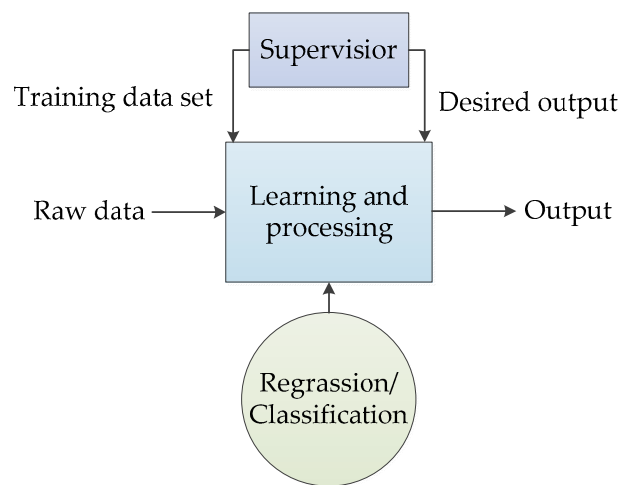 Supervisior
Training data set
Desired output
Raw data
Learning and
processing
Output
Regrassion/
Classification